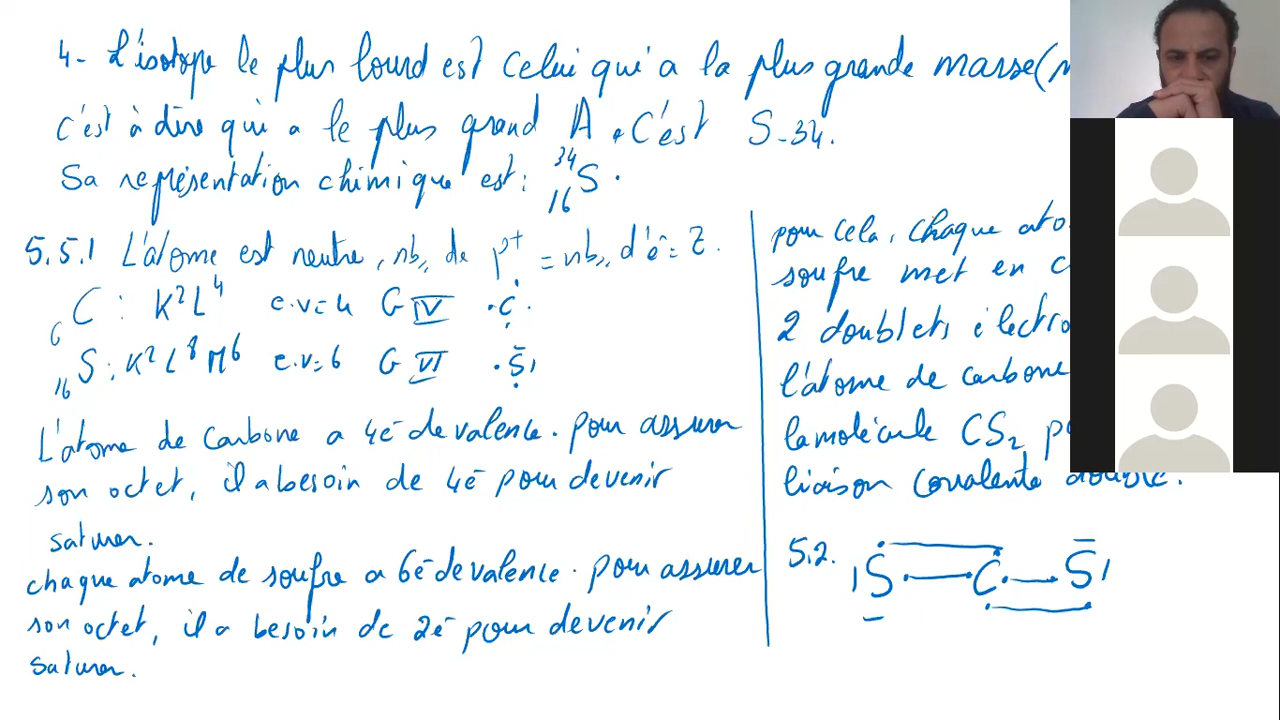 4- L'isotope le plus lourd est celui qui a la plus grande masse(
c'est à dire qui a le plus grand A. C'est S-34.
Sa représentation chimique est: ³⁴₁₆S.
5.5.1 L'atome est neutre, nb,, de p⁺ = nb,, d'é = Z.
₆C : K²L⁴ e.v=4 G IV ·C·
₁₆S : K²L⁸M⁶ e.v=6 G VI ·S̄ı
L'atome de carbone a 4e- de valence. pour assurer
son octet, il a besoin de 4e- pour devenir
saturer.
chaque atome de soufre a 6e- de valence. pour assurer
son octet, il a besoin de 2e- pour devenir
saturer.
pour cela, chaque
soufre met en
2 doublets
l'atome de carbone
la molécule CS₂
liaison covalente double.
5.2. S C S